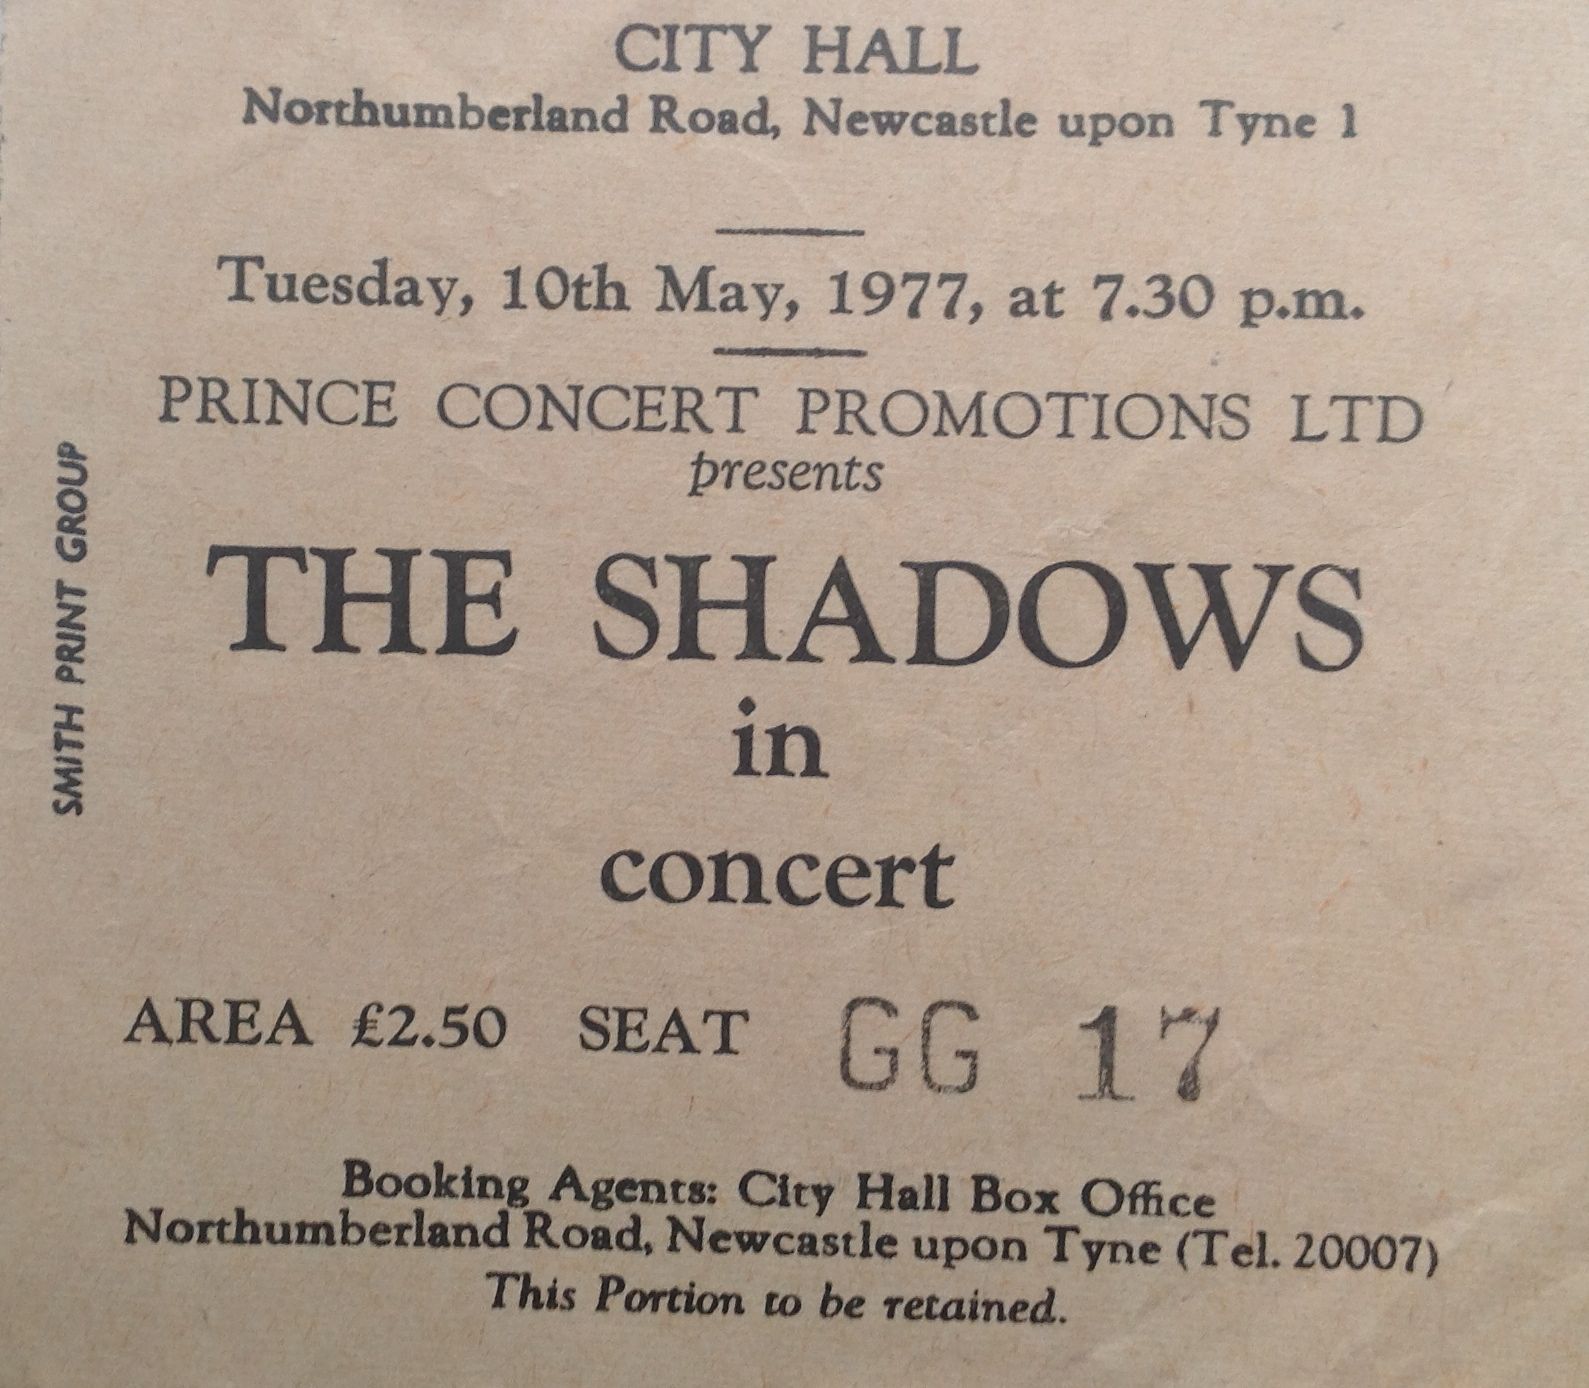 CITY HALL
Northumberland Road, Newcastle upon Tyne 1
Tuesday, 10th May, 1977, at 7.30 p.m.
PRINCE CONCERT PROMOTIONS LTD
presents
THE SHADOWS
in
concert
AREA £2.50 SEAT GG 17
Booking Agents: City Hall Box Office
Northumberland Road, Newcastle upon Tyne (Tel. 20007)
This Portion to be retained.
SMITH PRINT GROUP